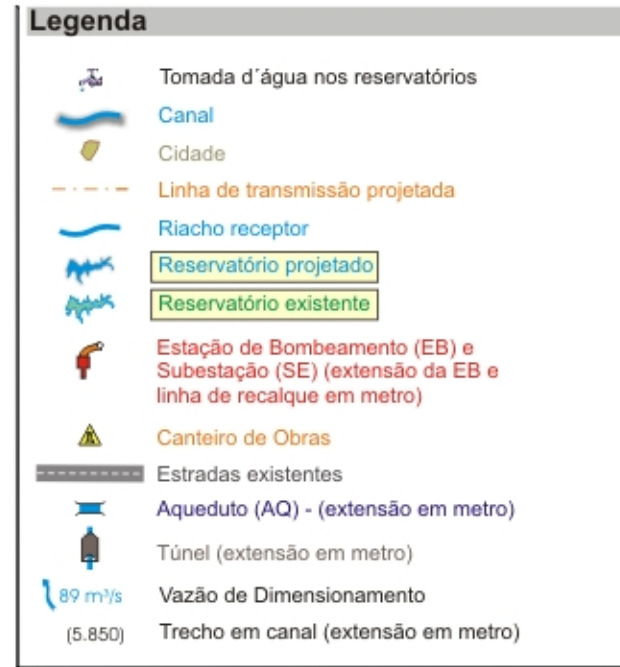 Legenda
Tomada d´água nos reservatórios
Canal
Cidade
Linha de transmissão projetada
Riacho receptor
Reservatório projetado
Reservatório existente
Estação de Bombeamento (EB) e
Subestação (SE) (extensão da EB e
linha de recalque em metro)
Canteiro de Obras
Estradas existentes
Aqueduto (AQ) - (extensão em metro)
Túnel (extensão em metro)
89 m³/s Vazão de Dimensionamento
(5.850) Trecho em canal (extensão em metro)